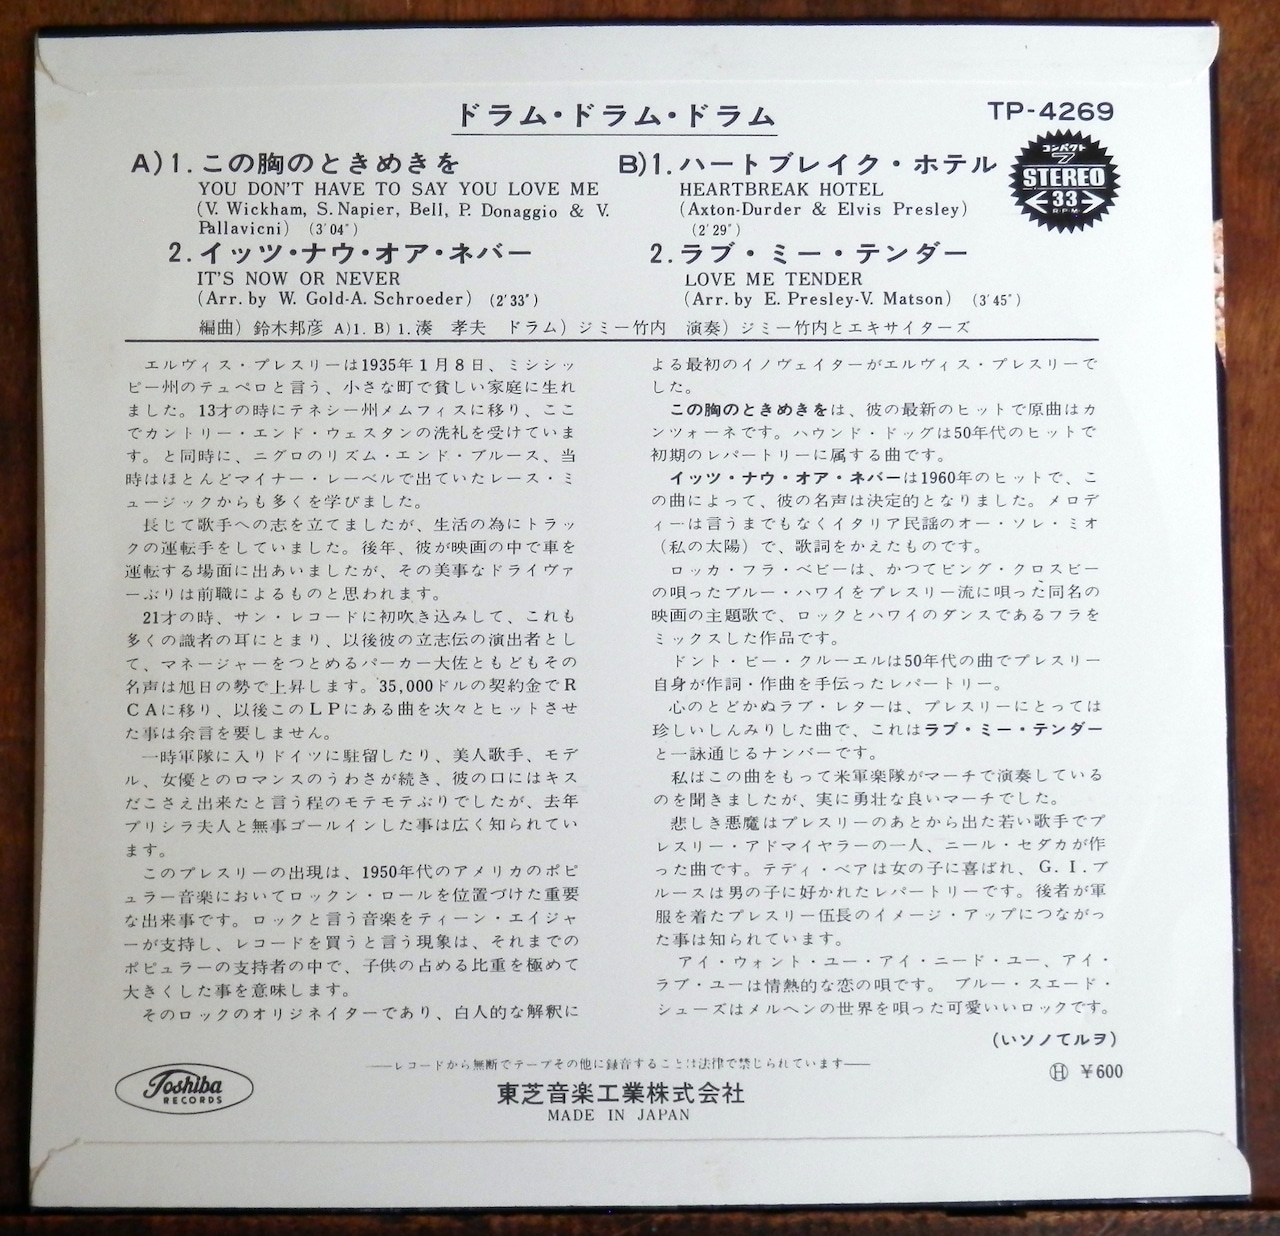 ドラム・ドラム・ドラム
TP-4269
コンパクト
7
STEREO
33
RPM
A) 1. この胸のときめきを
YOU DON'T HAVE TO SAY YOU LOVE ME
(V. Wickham, S. Napier, Bell, P. Donaggio & V.
Pallavicni) (3′04″)
2. イッツ・ナウ・オア・ネバー
IT'S NOW OR NEVER
(Arr. by W. Gold-A. Schroeder) (2′33″)
B) 1. ハートブレイク・ホテル
HEARTBREAK HOTEL
(Axton-Durder & Elvis Presley)
(2′29″)
2. ラブ・ミー・テンダー
LOVE ME TENDER
(Arr. by E. Presley-V. Matson) (3′45″)
編曲) 鈴木邦彦 A) 1. B) 1. 湊 孝夫 ドラム) ジミー竹内 演奏) ジミー竹内とエキサイターズ
エルヴィス・プレスリーは1935年1月8日、ミシシッ
ピー州のテュペロと言う、小さな町で貧しい家庭に生れ
ました。13才の時にテネシー州メムフィスに移り、ここ
でカントリー・エンド・ウェスタンの洗礼を受けていま
す。と同時に、ニグロのリズム・エンド・ブルース、当
時はほとんどマイナー・レーベルで出ていたレース・ミ
ュージックからも多くを学びました。
長じて歌手への志を立てましたが、生活の為にトラッ
クの運転手をしていました。後年、彼が映画の中で車を
運転する場面に出あいましたが、その美事なドライヴァ
ーぶりは前職によるものと思われます。
21才の時、サン・レコードに初吹き込みして、これも
多くの識者の耳にとまり、以後彼の立志伝の演出者とし
て、マネージャーをつとめるパーカー大佐ともどもその
名声は旭日の勢で上昇します。35,000ドルの契約金でR
CAに移り、以後このLPにある曲を次々とヒットさせ
た事は余言を要しません。
一時軍隊に入りドイツに駐留したり、美人歌手、モデ
ル、女優とのロマンスのうわさが続き、彼の口にはキス
だこさえ出来たと言う程のモテモテぶりでしたが、去年
プリシラ夫人と無事ゴールインした事は広く知られてい
ます。
このプレスリーの出現は、1950年代のアメリカのポピ
ュラー音楽においてロックン・ロールを位置づけた重要
な出来事です。ロックと言う音楽をティーン・エイジャ
ーが支持し、レコードを買うと言う現象は、それまでの
ポピュラーの支持者の中で、子供の占める比重を極めて
大きくした事を意味します。
そのロックのオリジネイターであり、白人的な解釈に
よる最初のイノヴェイターがエルヴィス・プレスリーで
した。
この胸のときめきをは、彼の最新のヒットで原曲はカ
ンツォーネです。ハウンド・ドッグは50年代のヒットで
初期のレパートリーに属する曲です。
イッツ・ナウ・オア・ネバーは1960年のヒットで、こ
の曲によって、彼の名声は決定的となりました。メロデ
ィーは言うまでもなくイタリア民謡のオー・ソレ・ミオ
(私の太陽)で、歌詞をかえたものです。
ロッカ・フラ・ベビーは、かつてビング・クロスビー
の唄ったブルー・ハワイをプレスリー流に唄った同名の
映画の主題歌で、ロックとハワイのダンスであるフラを
ミックスした作品です。
ドント・ビー・クルーエルは50年代の曲でプレスリー
自身が作詞・作曲を手伝ったレパートリー。
心のとどかぬラブ・レターは、プレスリーにとっては
珍しいしんみりした曲で、これはラブ・ミー・テンダー
と一詠通じるナンバーです。
私はこの曲をもって米軍楽隊がマーチで演奏している
のを聞きましたが、実に勇壮な良いマーチでした。
悲しき悪魔はプレスリーのあとから出た若い歌手でプ
レスリー・アドマイヤラーの一人、ニール・セダカが作
った曲です。テディ・ベアは女の子に喜ばれ、G.I.ブ
ルースは男の子に好かれたレパートリーです。後者が軍
服を着たプレスリー伍長のイメージ・アップにつながっ
た事は知られています。
アイ・ウォント・ユー・アイ・ニード・ユー、アイ・
ラブ・ユーは情熱的な恋の唄です。ブルー・スエード・
シューズはメルヘンの世界を唄った可愛いいロックです。
(いソノてルヲ)
レコードから無断でテープその他に録音することは法律で禁じられています
Toshiba
RECORDS
東芝音楽工業株式会社
MADE IN JAPAN
Ⓗ ¥600